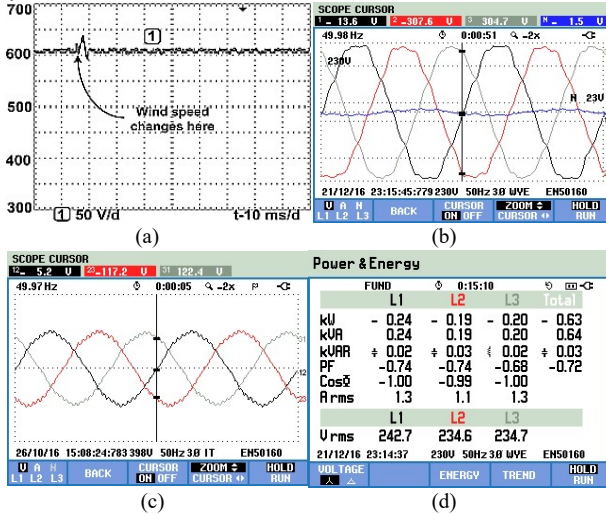 700
600
500
400
300
1
Wind speed
changes here
1 50 V/d
t-10 ms/d
(a)
SCOPE CURSOR
1 - 13.6 V 2 -307.6 V 3 304.7 V N - 1.5 V
49.98 Hz 0:00:51 -2x
230V
N 23V
21/12/16 23:15:45:779 230V 50Hz 3Ø WYE EN50160
V A N
L1 L2 L3
BACK
CURSOR
ON OFF
ZOOM
CURSOR
HOLD
RUN
(b)
SCOPE CURSOR
12 - 5.2 V 23 -117.2 V 31 122.4 V
49.97 Hz 0:00:05 -2x P
31
12
23
26/10/16 15:08:24:783 398V 50Hz 3Ø IT EN50160
V A N
L1 L2 L3
BACK
CURSOR
ON OFF
ZOOM
CURSOR
HOLD
RUN
(c)
Power & Energy
FUND 0:15:10
L1 L2 L3 Total
kW - 0.24 - 0.19 - 0.20 - 0.63
kVA 0.24 0.19 0.20 0.64
kVAR 0.02 0.03 0.02 0.03
PF -0.74 -0.74 -0.68 -0.72
CosΦ -1.00 -0.99 -1.00
A rms 1.3 1.1 1.3
L1 L2 L3
V rms 242.7 234.6 234.7
21/12/16 23:14:37 230V 50Hz 3Ø WYE EN50160
VOLTAGE
ENERGY
TREND
HOLD
RUN
(d)